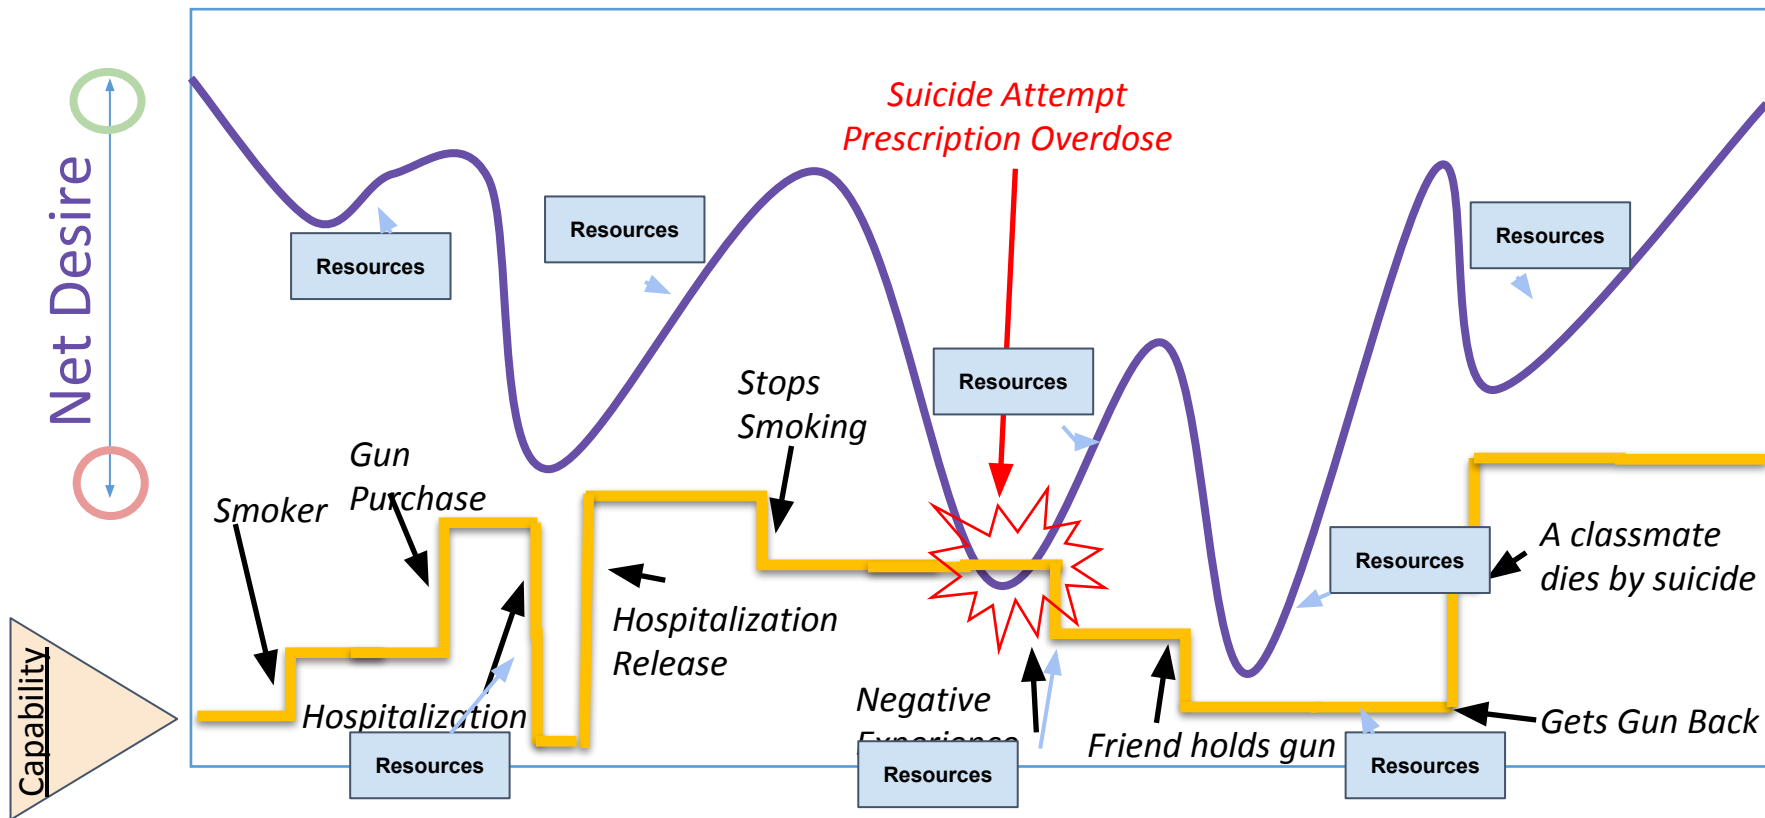 Net Desire
Capability
Suicide Attempt
Prescription Overdose
Resources
Resources
Resources
Resources
Stops
Smoking
Gun
Purchase
Smoker
Hospitalization
Release
Hospitalization
Resources
Negative
Experience
Resources
Friend holds gun
Resources
A classmate
dies by suicide
Gets Gun Back
Resources